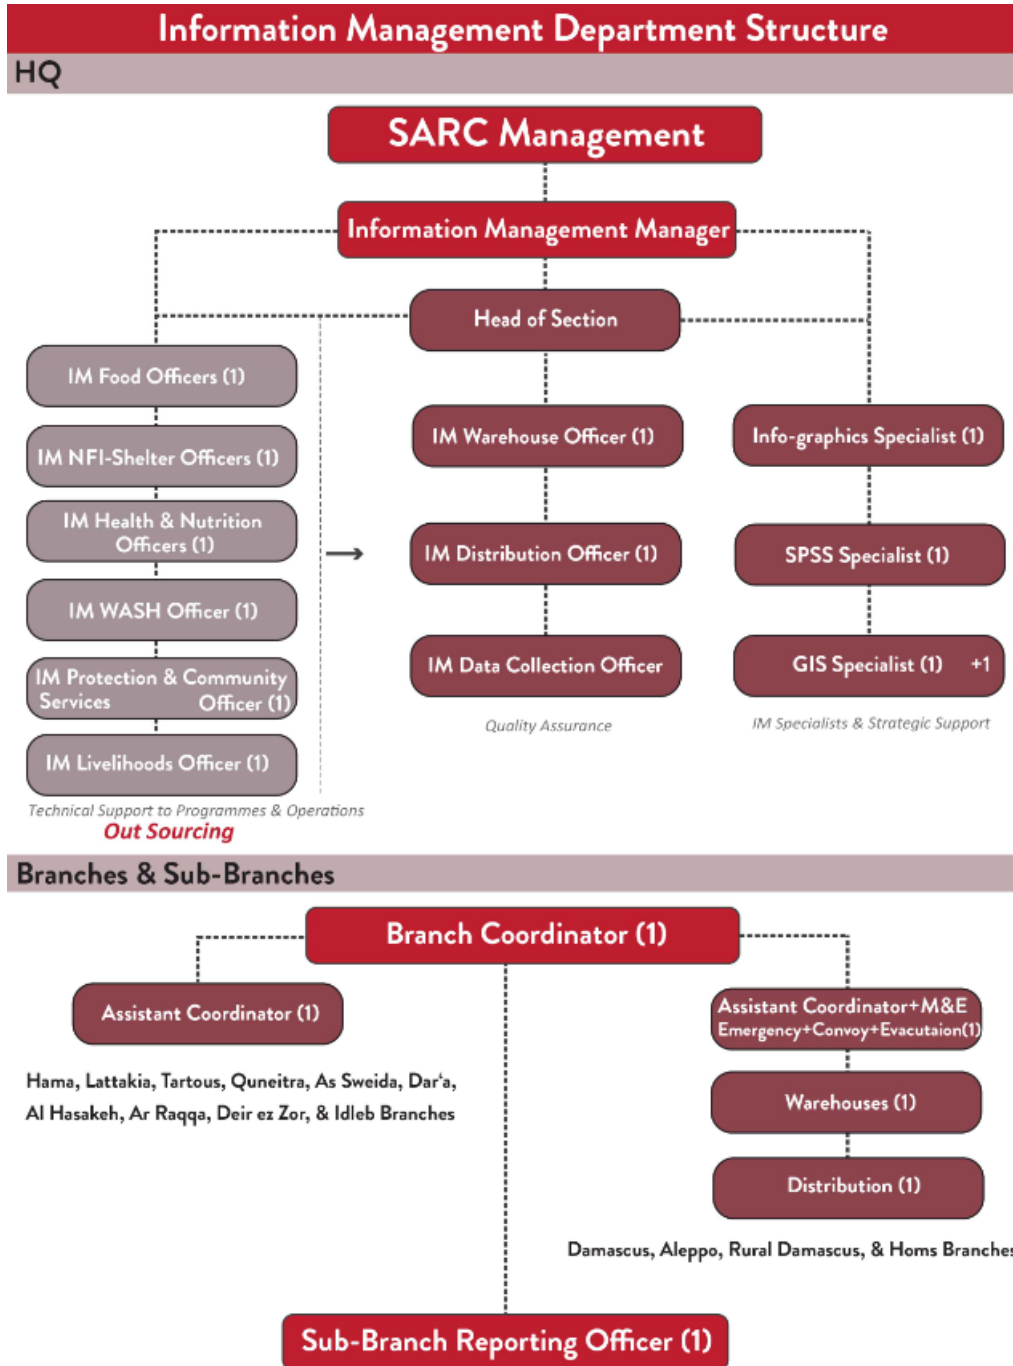 Information Management Department Structure
HQ
SARC Management
Information Management Manager
Head of Section
IM Food Officers (1)
IM NFI-Shelter Officers (1)
IM Health & Nutrition
Officers (1)
IM WASH Officer (1)
IM Protection & Community
Services Officer (1)
IM Livelihoods Officer (1)
Technical Support to Programmes & Operations
Out Sourcing
IM Warehouse Officer (1)
IM Distribution Officer (1)
IM Data Collection Officer
Quality Assurance
Info-graphics Specialist (1)
SPSS Specialist (1)
GIS Specialist (1) +1
IM Specialists & Strategic Support
Branches & Sub-Branches
Branch Coordinator (1)
Assistant Coordinator (1)
Hama, Lattakia, Tartous, Quneitra, As Sweida, Dar‘a,
Al Hasakeh, Ar Raqqa, Deir ez Zor, & Idleb Branches
Assistant Coordinator+M&E
Emergency+Convoy+Evacutaion(1)
Warehouses (1)
Distribution (1)
Damascus, Aleppo, Rural Damascus, & Homs Branches
Sub-Branch Reporting Officer (1)